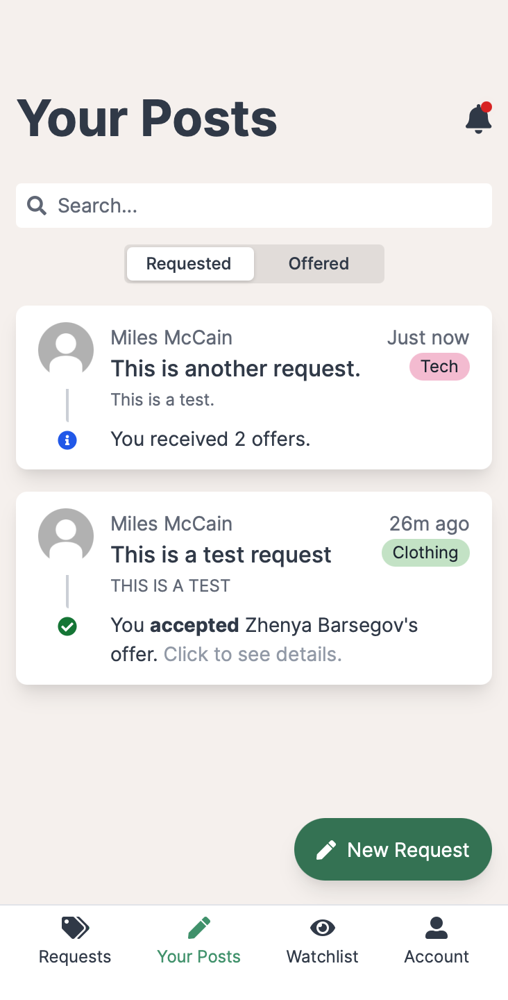 Your Posts
Search...
Requested Offered
Miles McCain Just now
This is another request. Tech
This is a test.
You received 2 offers.
Miles McCain 26m ago
This is a test request Clothing
THIS IS A TEST
You accepted Zhenya Barsegov's
offer. Click to see details.
New Request
Requests Your Posts Watchlist Account